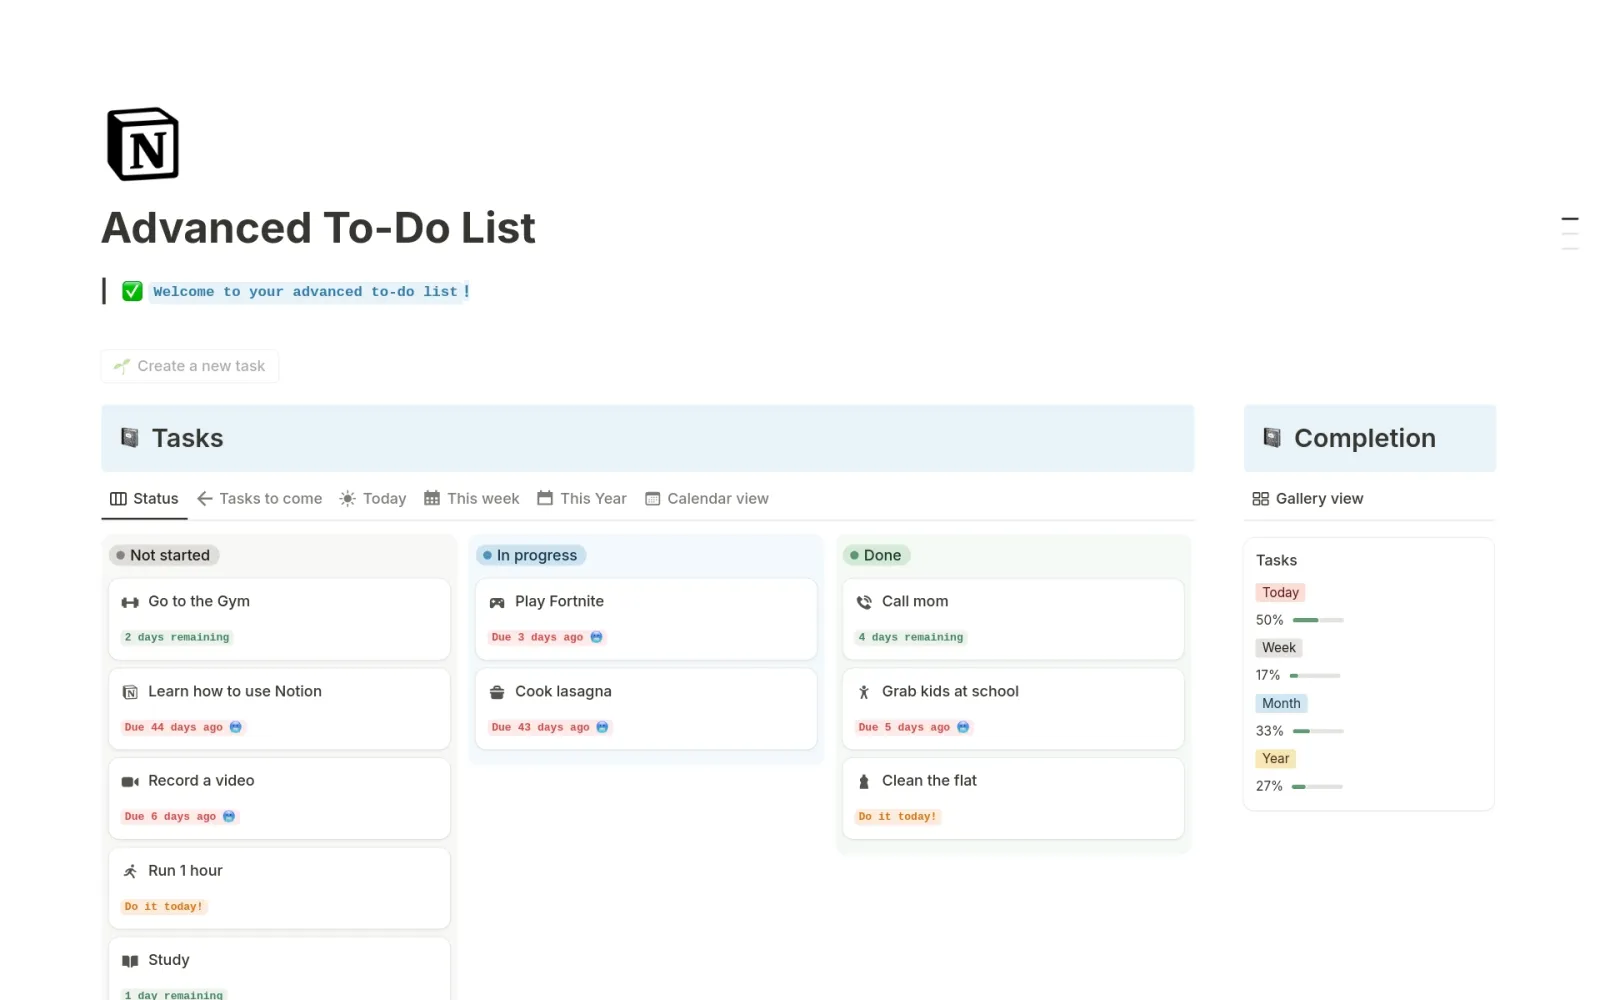 N
Advanced To-Do List
Welcome to your advanced to-do list!
Create a new task
Tasks
Status
Tasks to come
Today
This week
This Year
Calendar view
Not started
Go to the Gym
2 days remaining
Learn how to use Notion
Due 44 days ago
Record a video
Due 6 days ago
Run 1 hour
Do it today!
Study
1 day remaining
In progress
Play Fortnite
Due 3 days ago
Cook lasagna
Due 43 days ago
Done
Call mom
4 days remaining
Grab kids at school
Due 5 days ago
Clean the flat
Do it today!
Completion
Gallery view
Tasks
Today
50%
Week
17%
Month
33%
Year
27%